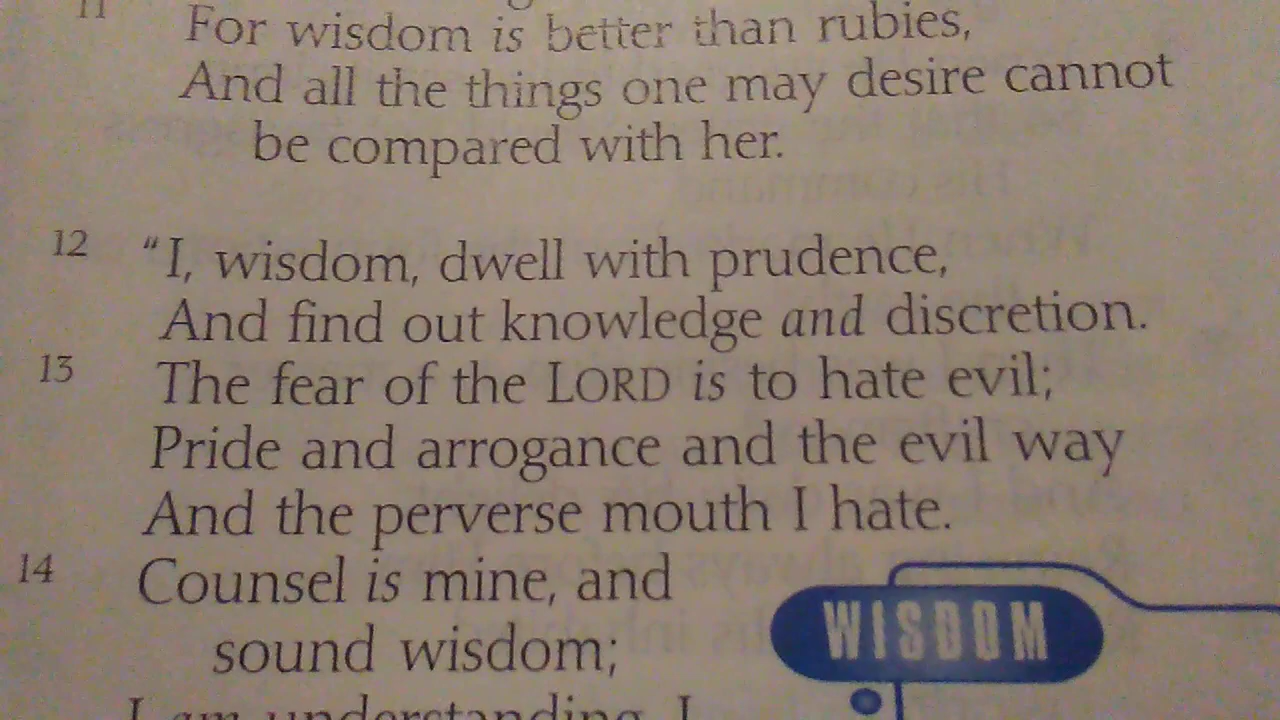 11 For wisdom is better than rubies,
And all the things one may desire cannot
be compared with her.
12 “I, wisdom, dwell with prudence,
And find out knowledge and discretion.
13 The fear of the LORD is to hate evil;
Pride and arrogance and the evil way
And the perverse mouth I hate.
14 Counsel is mine, and
sound wisdom;
I am understanding, I
WISDOM